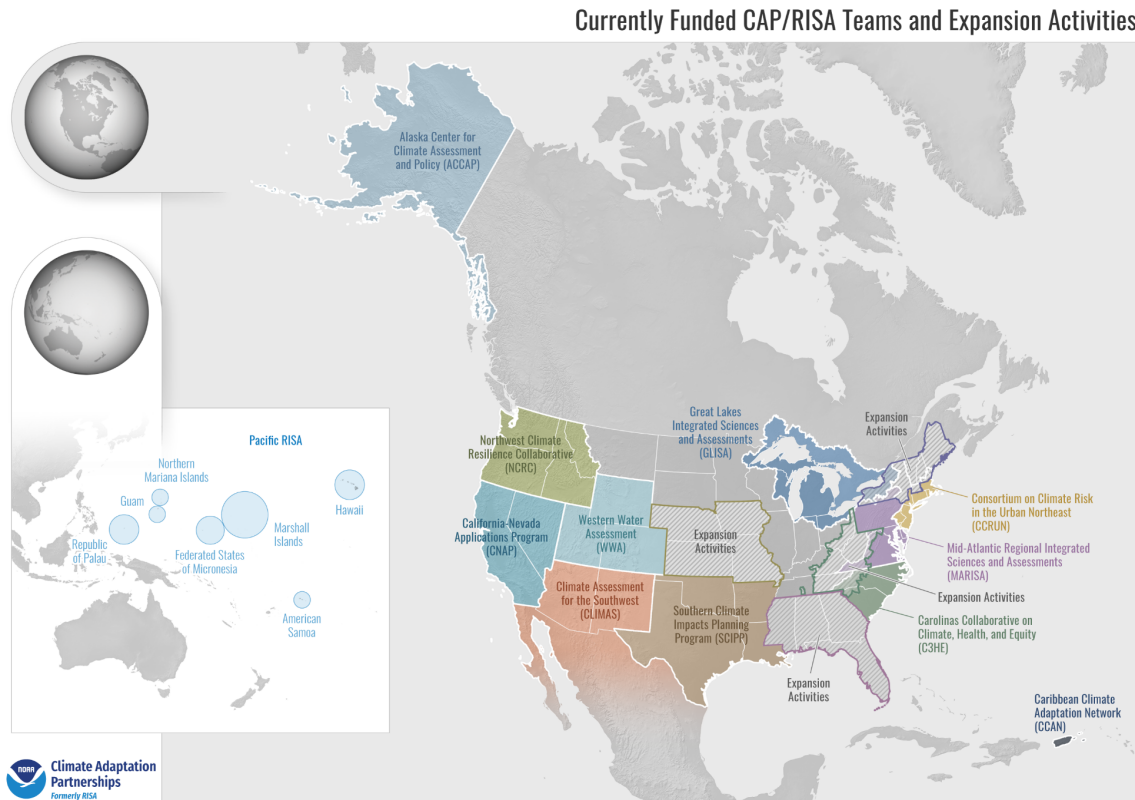 Currently Funded CAP/RISA Teams and Expansion Activities
Alaska Center for
Climate Assessment
and Policy (ACCAP)
Pacific RISA
Northern
Mariana Islands
Guam
Republic
of Palau
Federated States
of Micronesia
Marshall
Islands
Hawaii
American
Samoa
Northwest Climate
Resilience Collaborative
(NCRC)
California-Nevada
Applications Program
(CNAP)
Western Water
Assessment
(WWA)
Climate Assessment
for the Southwest
(CLIMAS)
Southern Climate
Impacts Planning
Program (SCIPP)
Expansion
Activities
Great Lakes
Integrated Sciences
and Assessments
(GLISA)
Expansion
Activities
Consortium on Climate Risk
in the Urban Northeast
(CCRUN)
Mid-Atlantic Regional Integrated
Sciences and Assessments
(MARISA)
Expansion Activities
Carolinas Collaborative on
Climate, Health, and Equity
(C3HE)
Expansion
Activities
Caribbean Climate
Adaptation Network
(CCAN)
NOAA
Climate Adaptation
Partnerships
Formerly RISA